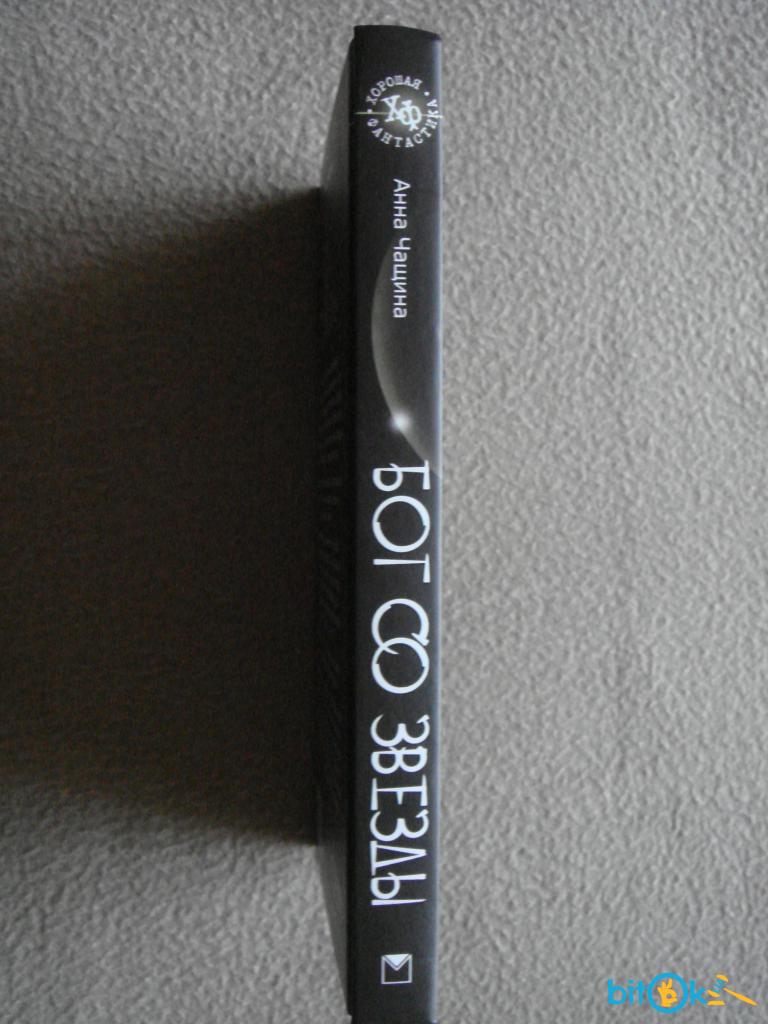 ХОРОШАЯ • ФАНТАСТИКА •
ХФ
Анна Чащина
БОГ СО ЗВЕЗДЫ
bitOk